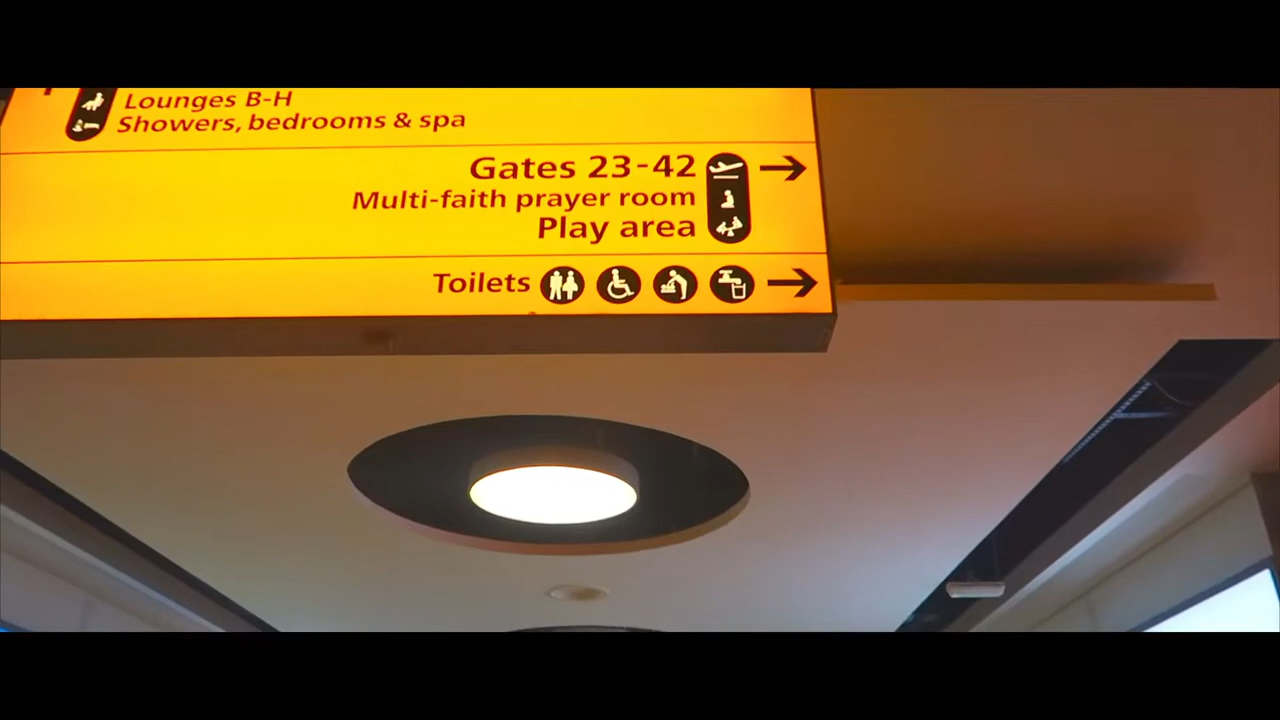 Lounges B-H
Showers, bedrooms & spa
Gates 23-42
Multi-faith prayer room
Play area
Toilets